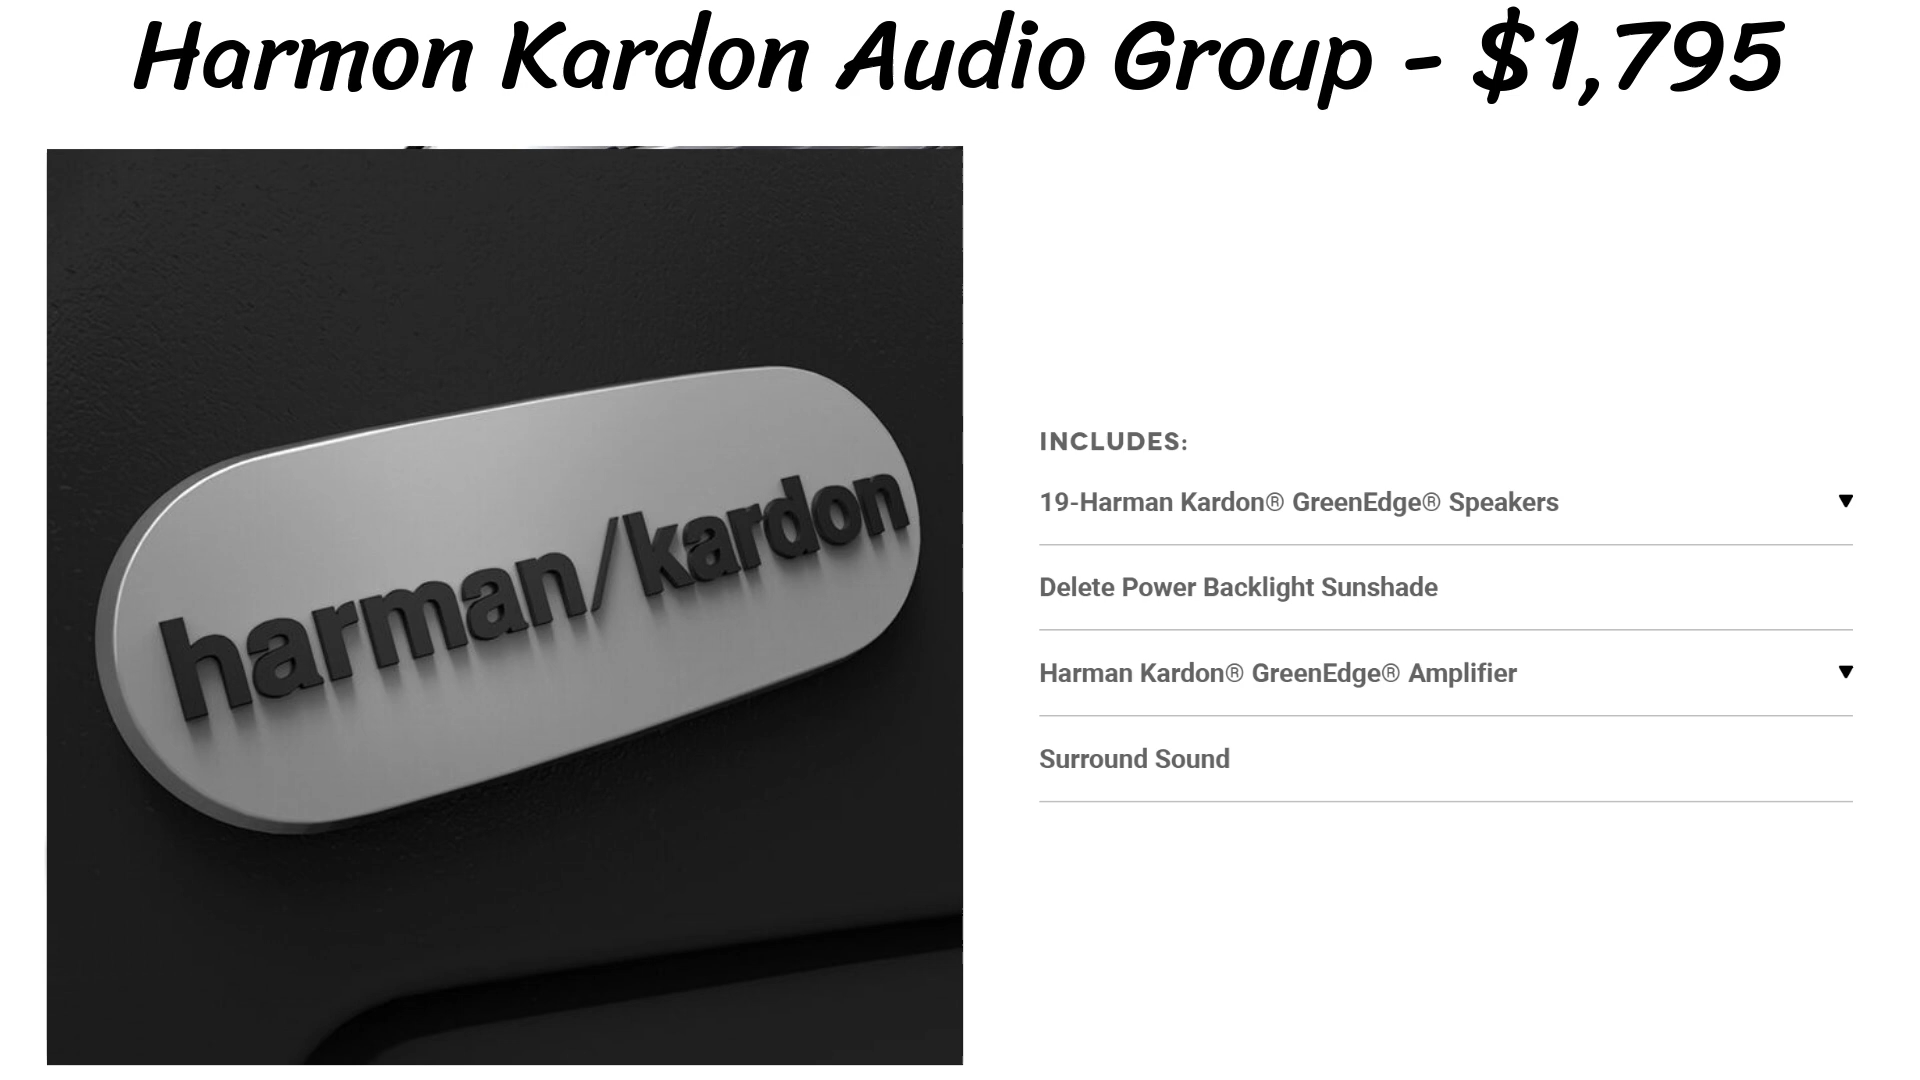 Harmon Kardon Audio Group - $1,795
harman/kardon
INCLUDES:
19-Harman Kardon® GreenEdge® Speakers
Delete Power Backlight Sunshade
Harman Kardon® GreenEdge® Amplifier
Surround Sound